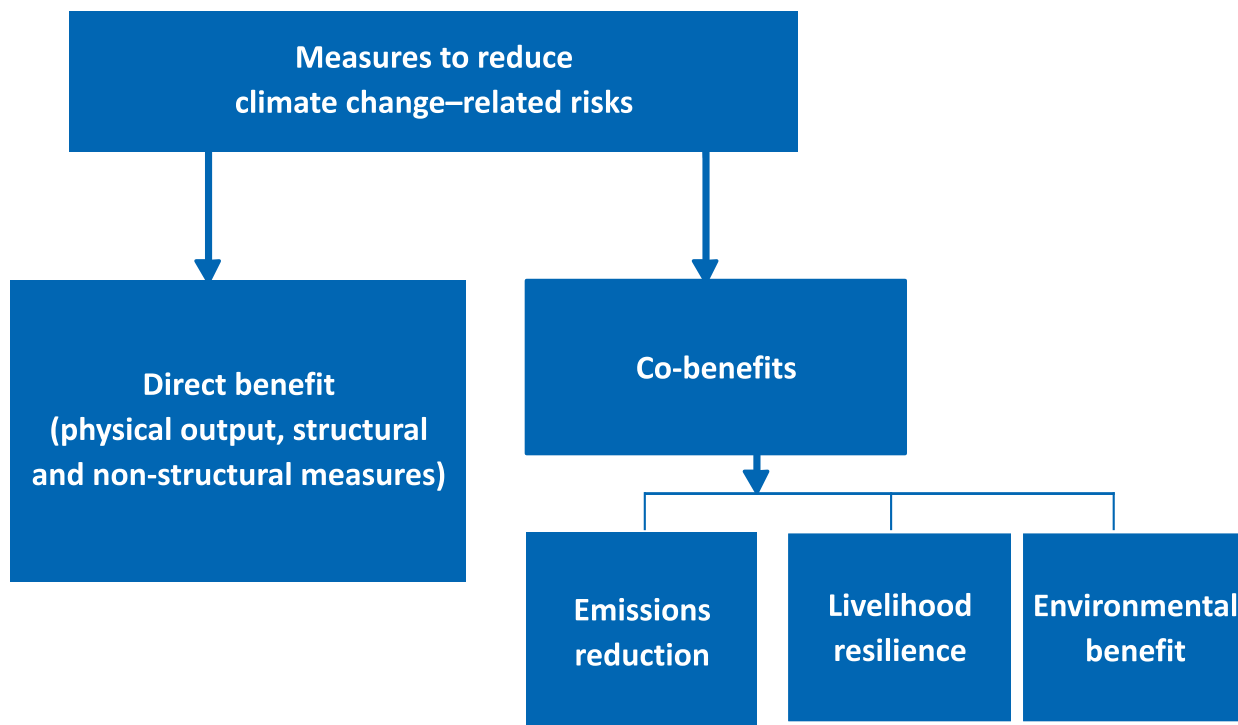 Measures to reduce
climate change–related risks
Direct benefit
(physical output, structural
and non-structural measures)
Co-benefits
Emissions
reduction
Livelihood
resilience
Environmental
benefit